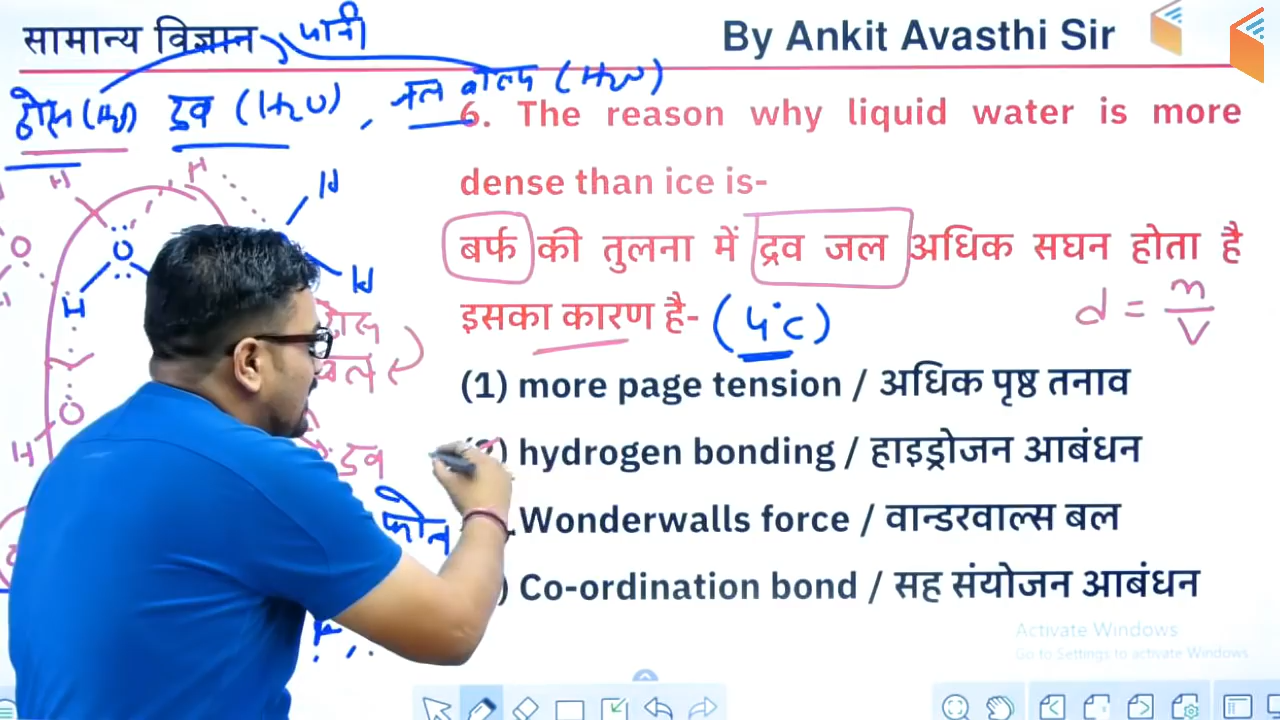 सामान्य विज्ञान
पानी
By Ankit Avasthi Sir
ठोस (H₂O) द्रव (H₂O), (H₂O)
6. The reason why liquid water is more
dense than ice is-
बर्फ की तुलना में द्रव जल अधिक सघन होता है
इसका कारण है- (4°C)
d = m/V
(1) more page tension / अधिक पृष्ठ तनाव
hydrogen bonding / हाइड्रोजन आबंधन
Wonderwalls force / वान्डरवाल्स बल
) Co-ordination bond / सह संयोजन आबंधन
H
H
H
O
O
H
H
O
H
ठोस
द्रव
Activate Windows
Go to Settings to activate Windows.